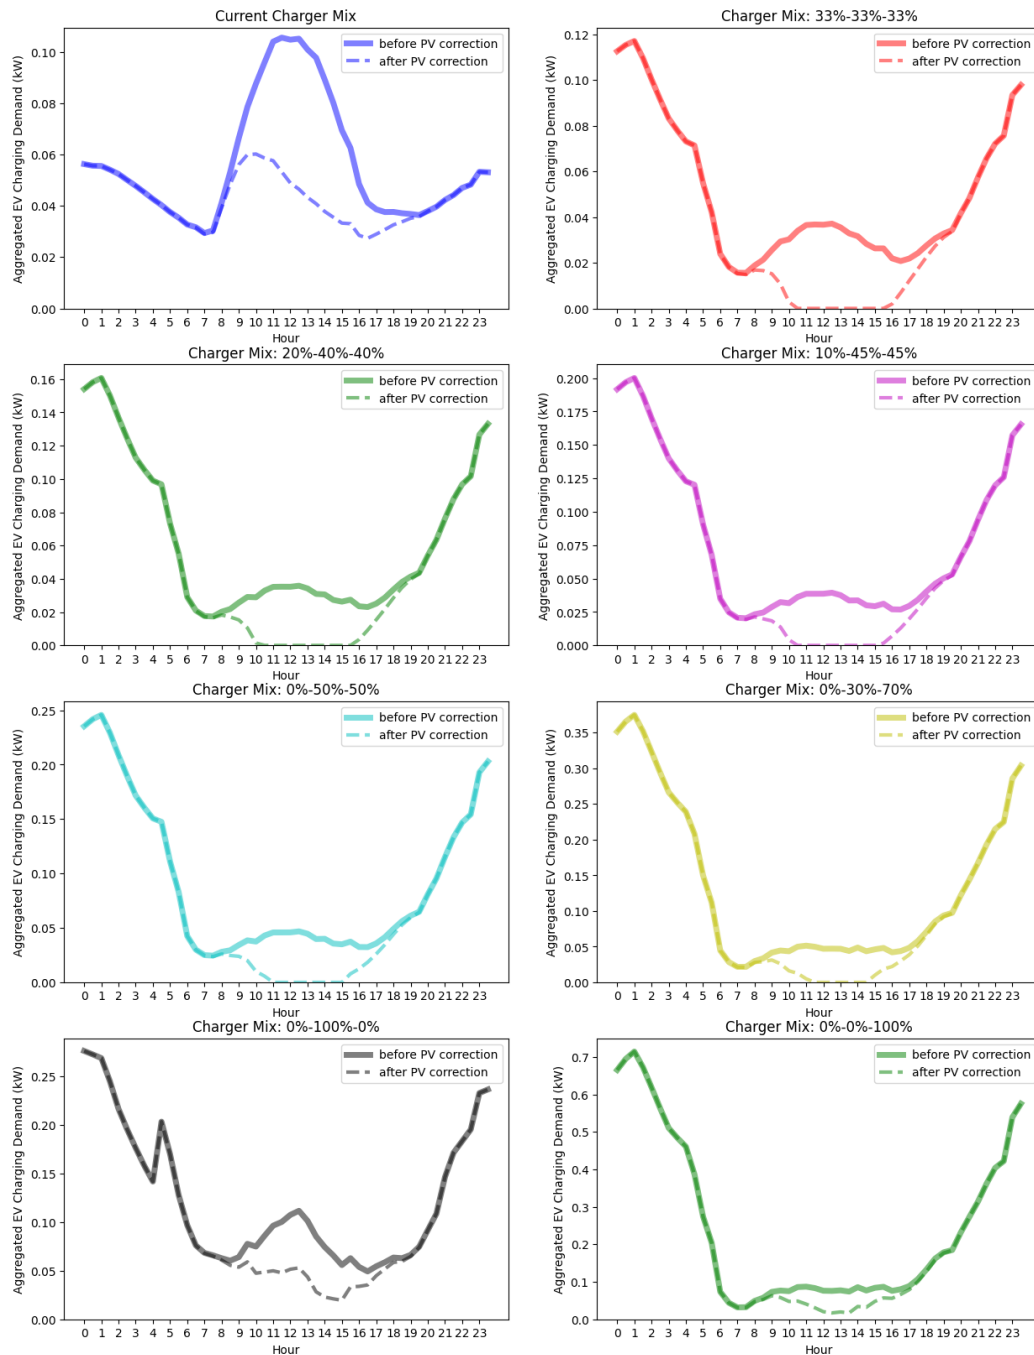 Current Charger Mix
Aggregated EV Charging Demand (kW)
0.10
0.08
0.06
0.04
0.02
0.00
before PV correction
after PV correction
0 1 2 3 4 5 6 7 8 9 10 11 12 13 14 15 16 17 18 19 20 21 22 23
Hour
Charger Mix: 33%-33%-33%
Aggregated EV Charging Demand (kW)
0.12
0.10
0.08
0.06
0.04
0.02
0.00
before PV correction
after PV correction
0 1 2 3 4 5 6 7 8 9 10 11 12 13 14 15 16 17 18 19 20 21 22 23
Hour
Charger Mix: 20%-40%-40%
Aggregated EV Charging Demand (kW)
0.16
0.14
0.12
0.10
0.08
0.06
0.04
0.02
0.00
before PV correction
after PV correction
0 1 2 3 4 5 6 7 8 9 10 11 12 13 14 15 16 17 18 19 20 21 22 23
Hour
Charger Mix: 10%-45%-45%
Aggregated EV Charging Demand (kW)
0.200
0.175
0.150
0.125
0.100
0.075
0.050
0.025
0.000
before PV correction
after PV correction
0 1 2 3 4 5 6 7 8 9 10 11 12 13 14 15 16 17 18 19 20 21 22 23
Hour
Charger Mix: 0%-50%-50%
Aggregated EV Charging Demand (kW)
0.25
0.20
0.15
0.10
0.05
0.00
before PV correction
after PV correction
0 1 2 3 4 5 6 7 8 9 10 11 12 13 14 15 16 17 18 19 20 21 22 23
Hour
Charger Mix: 0%-30%-70%
Aggregated EV Charging Demand (kW)
0.35
0.30
0.25
0.20
0.15
0.10
0.05
0.00
before PV correction
after PV correction
0 1 2 3 4 5 6 7 8 9 10 11 12 13 14 15 16 17 18 19 20 21 22 23
Hour
Charger Mix: 0%-100%-0%
Aggregated EV Charging Demand (kW)
0.25
0.20
0.15
0.10
0.05
0.00
before PV correction
after PV correction
0 1 2 3 4 5 6 7 8 9 10 11 12 13 14 15 16 17 18 19 20 21 22 23
Hour
Charger Mix: 0%-0%-100%
Aggregated EV Charging Demand (kW)
0.7
0.6
0.5
0.4
0.3
0.2
0.1
0.0
before PV correction
after PV correction
0 1 2 3 4 5 6 7 8 9 10 11 12 13 14 15 16 17 18 19 20 21 22 23
Hour